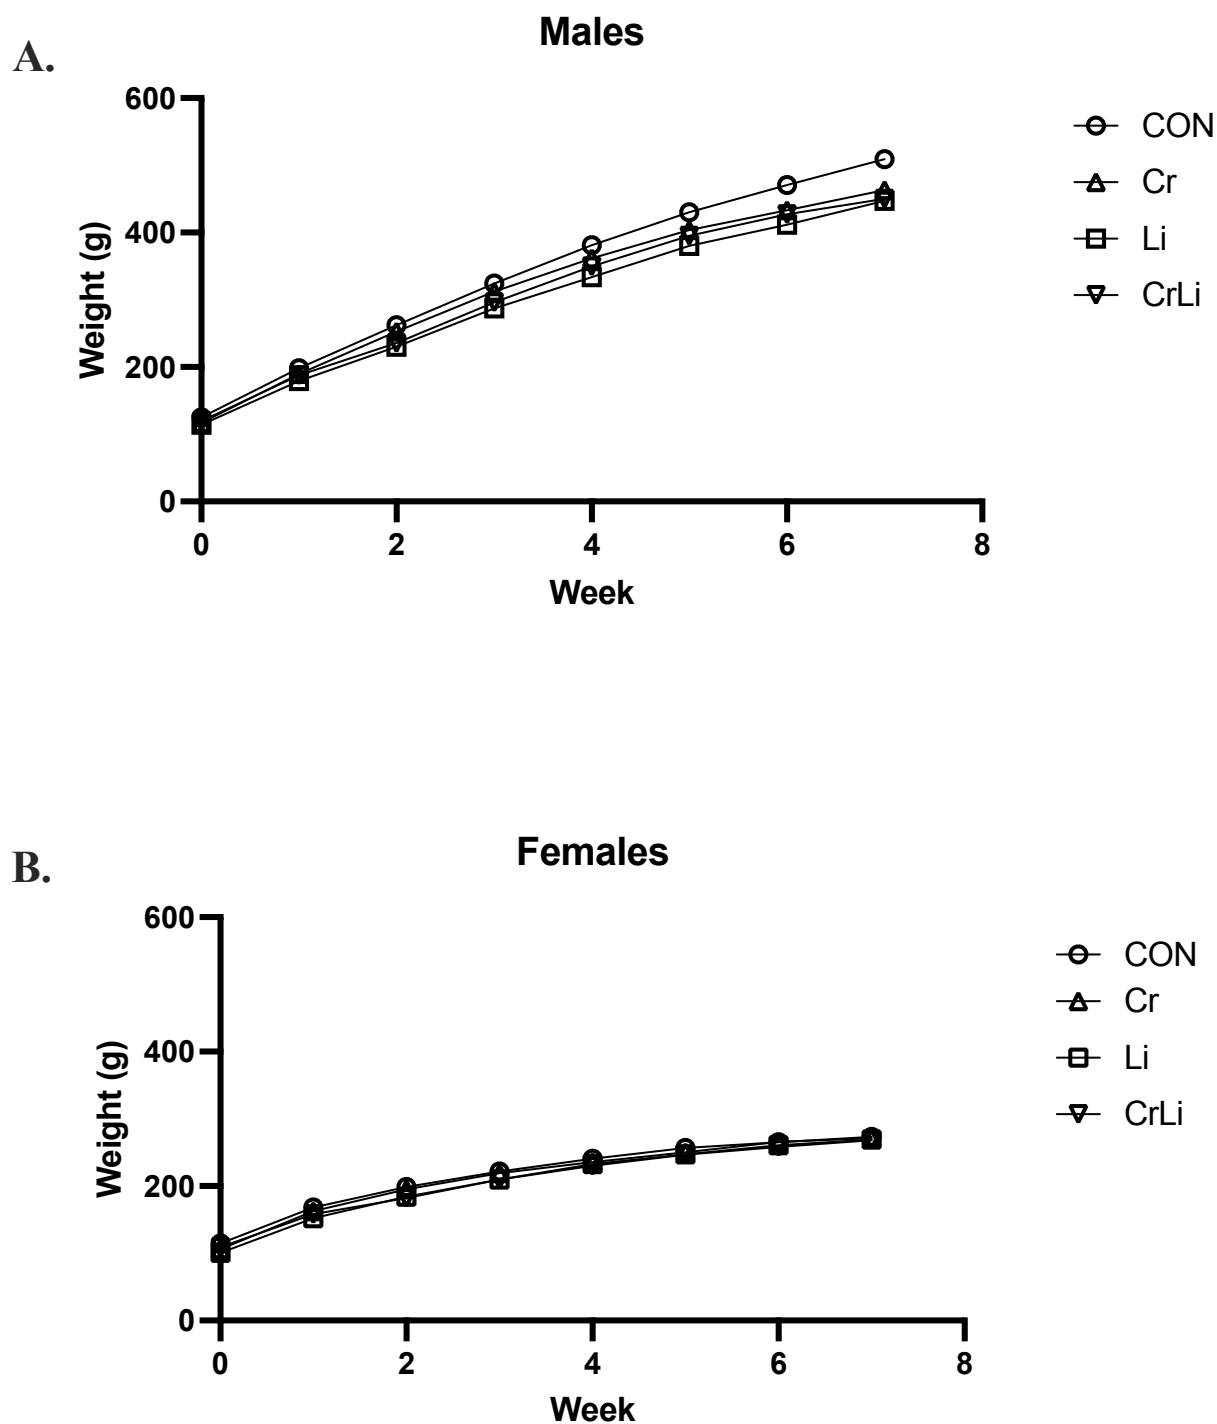 Males
A.
600
400
200
0
Weight (g)
0 2 4 6 8
Week
CON
Cr
Li
CrLi
Females
B.
600
400
200
0
Weight (g)
0 2 4 6 8
Week
CON
Cr
Li
CrLi